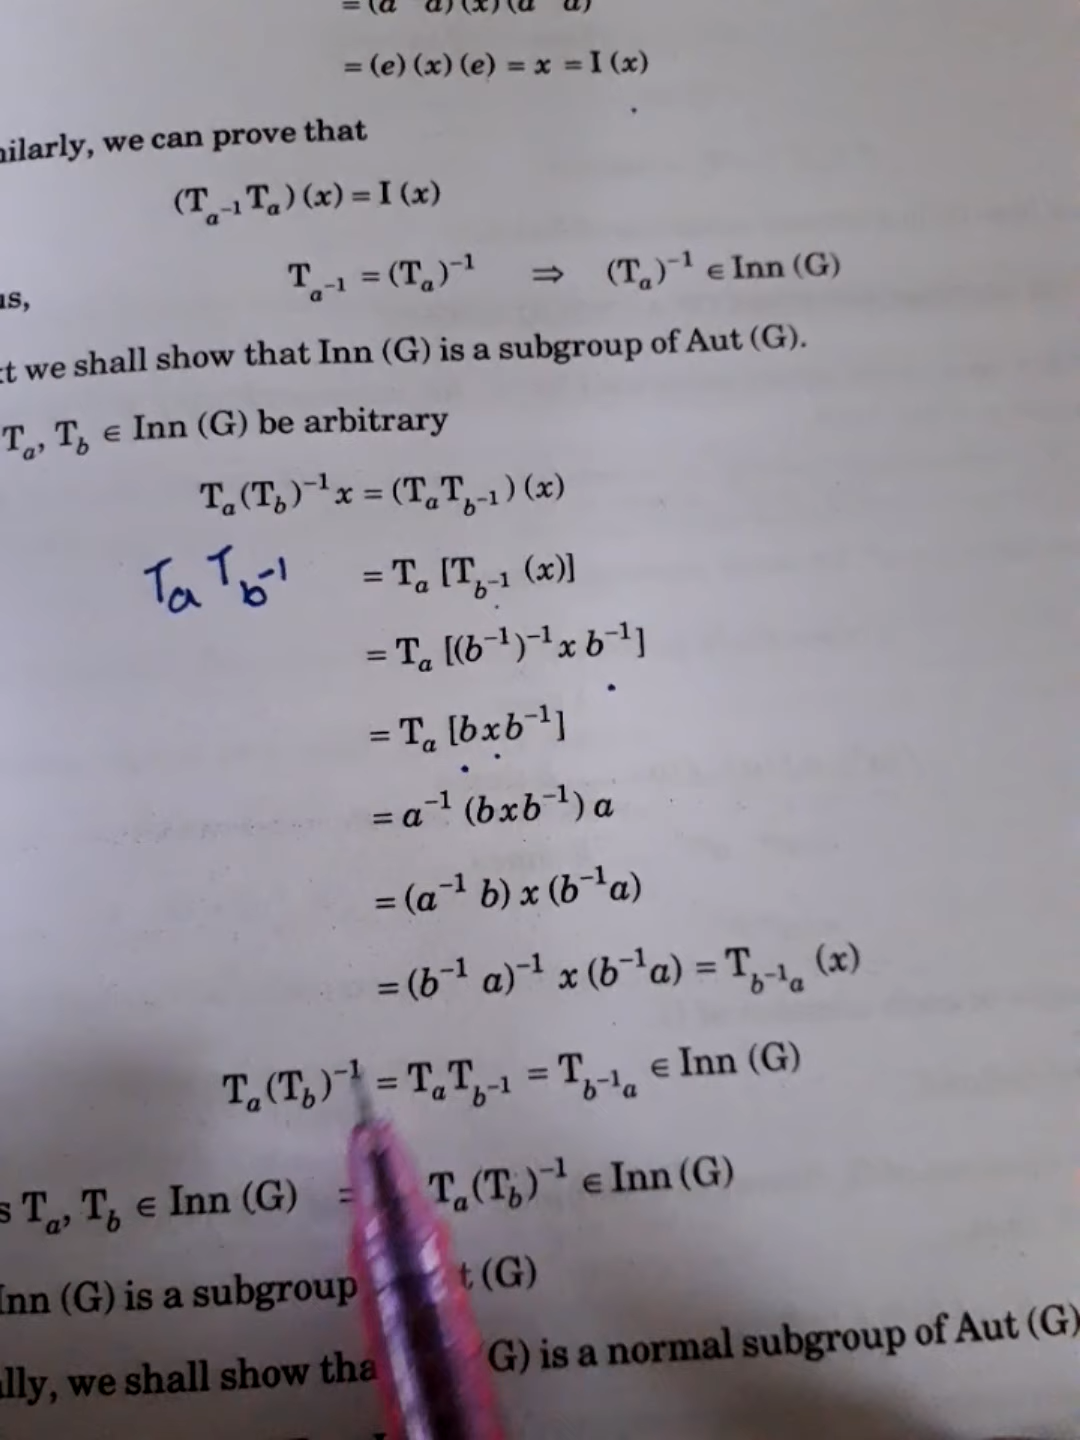 = (e) (x) (e) = x = I (x)
we can prove that
(T_{a^{-1}} T_a) (x) = I (x)
T_{a^{-1}} = (T_a)^{-1} ⇒ (T_a)^{-1} ∈ Inn (G)
we shall show that Inn (G) is a subgroup of Aut (G).
T_a, T_b ∈ Inn (G) be arbitrary
T_a (T_b)^{-1} x = (T_a T_{b^{-1}}) (x)
T_a T_{b^{-1}} = T_a [T_{b^{-1}} (x)]
= T_a [(b^{-1})^{-1} x b^{-1}]
= T_a [b x b^{-1}]
= a^{-1} (b x b^{-1}) a
= (a^{-1} b) x (b^{-1} a)
= (b^{-1} a)^{-1} x (b^{-1} a) = T_{b^{-1}a} (x)
T_a (T_b)^{-1} = T_a T_{b^{-1}} = T_{b^{-1}a} ∈ Inn (G)
T_a, T_b ∈ Inn (G) T_a (T_b)^{-1} ∈ Inn (G)
Inn (G) is a subgroup (G)
we shall show G) is a normal subgroup of Aut (G)